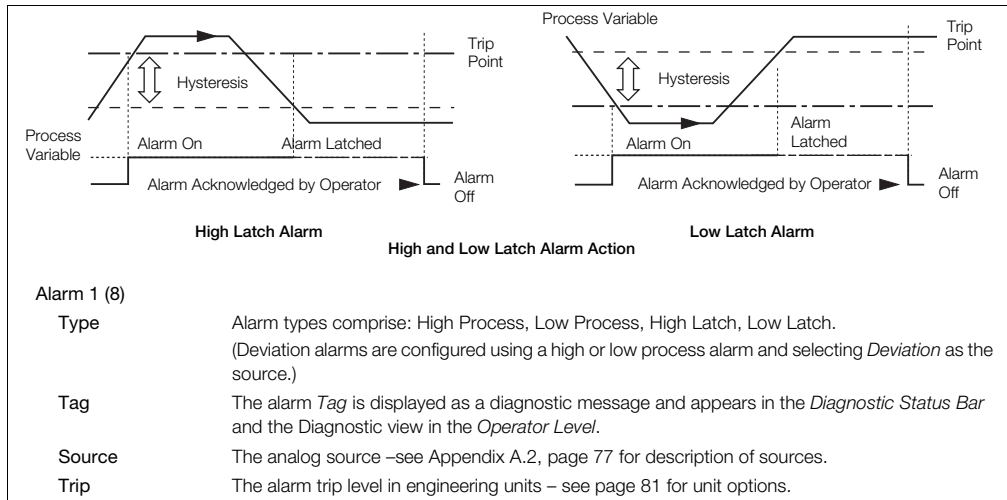 Process Variable
Trip
Point
Hysteresis
Process
Variable
Alarm On
Alarm Latched
Alarm Acknowledged by Operator
Alarm
Off
High Latch Alarm
Trip
Point
Hysteresis
Alarm On
Alarm
Latched
Alarm Acknowledged by Operator
Alarm
Off
Low Latch Alarm
High and Low Latch Alarm Action
Alarm 1 (8)
Type Alarm types comprise: High Process, Low Process, High Latch, Low Latch.
(Deviation alarms are configured using a high or low process alarm and selecting Deviation as the
source.)
Tag The alarm Tag is displayed as a diagnostic message and appears in the Diagnostic Status Bar
and the Diagnostic view in the Operator Level.
Source The analog source –see Appendix A.2, page 77 for description of sources.
Trip The alarm trip level in engineering units – see page 81 for unit options.